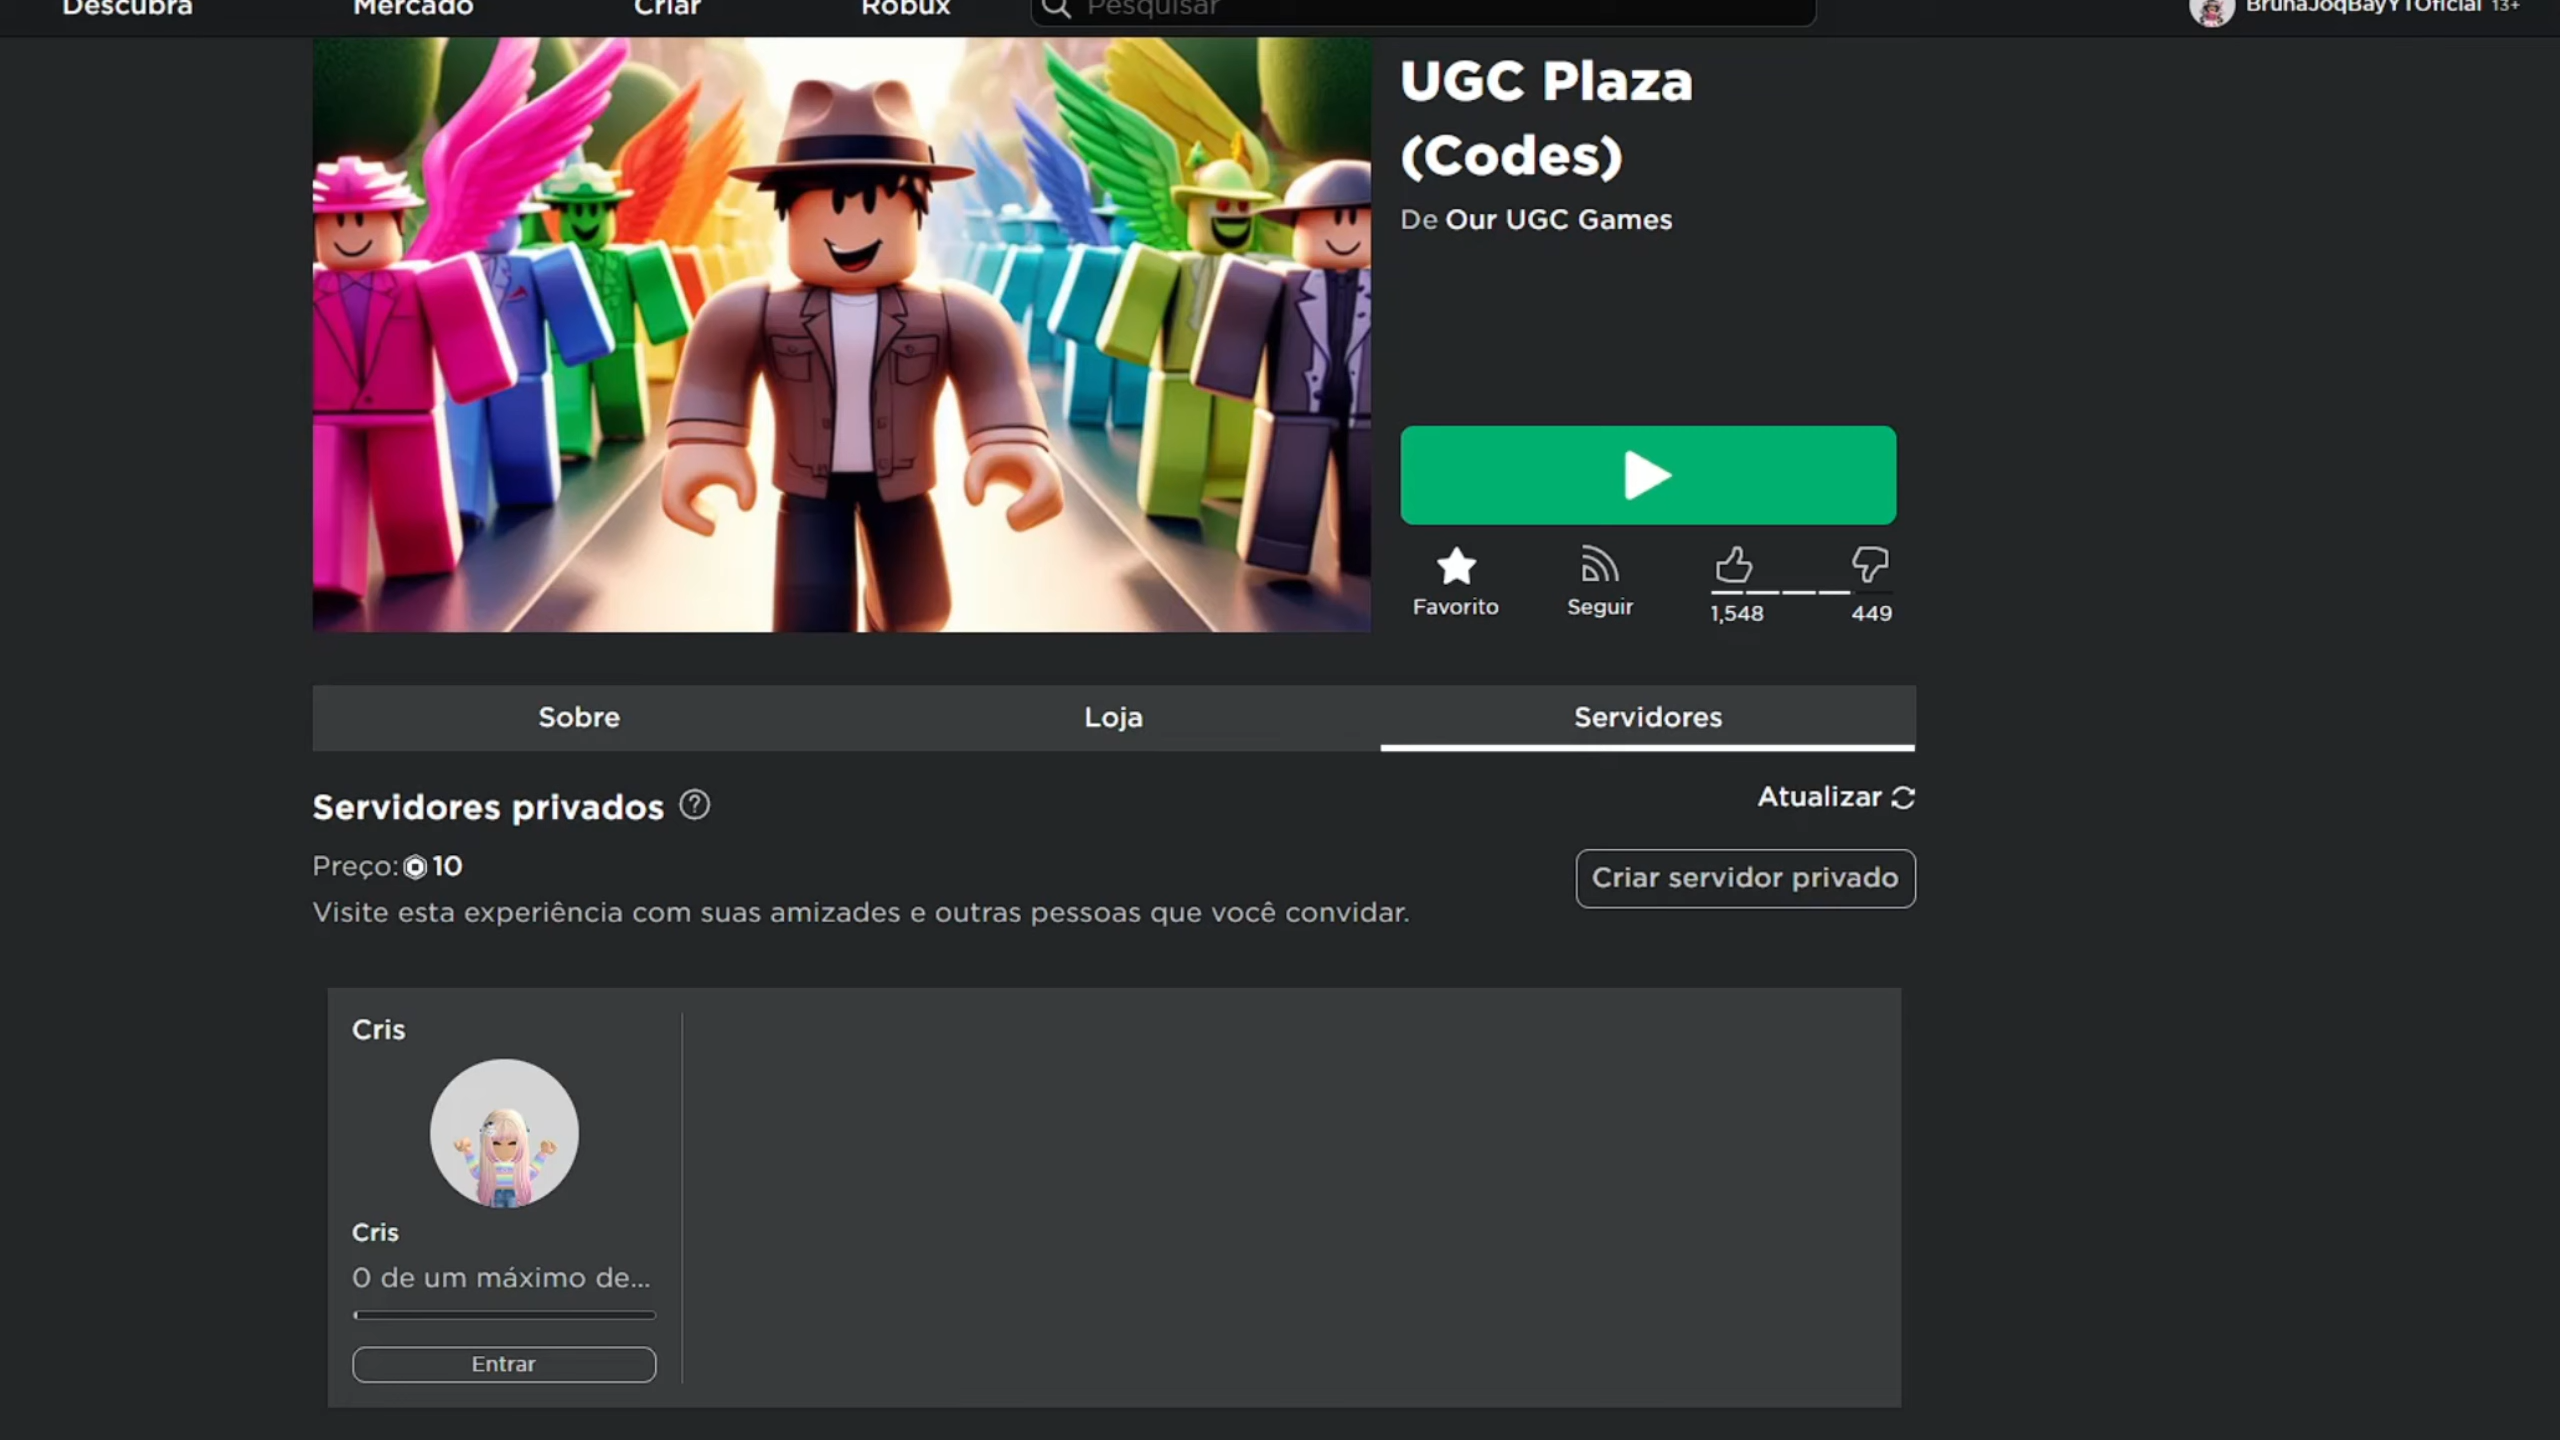 Descubra
Mercado
Criar
Robux
Pesquisar
BrunaJoqBayYTOficial 13+
UGC Plaza
(Codes)
De Our UGC Games
Favorito
Seguir
1,548
449
Sobre
Loja
Servidores
Servidores privados
Atualizar
Preço: 10
Criar servidor privado
Visite esta experiência com suas amizades e outras pessoas que você convidar.
Cris
Cris
0 de um máximo de...
Entrar